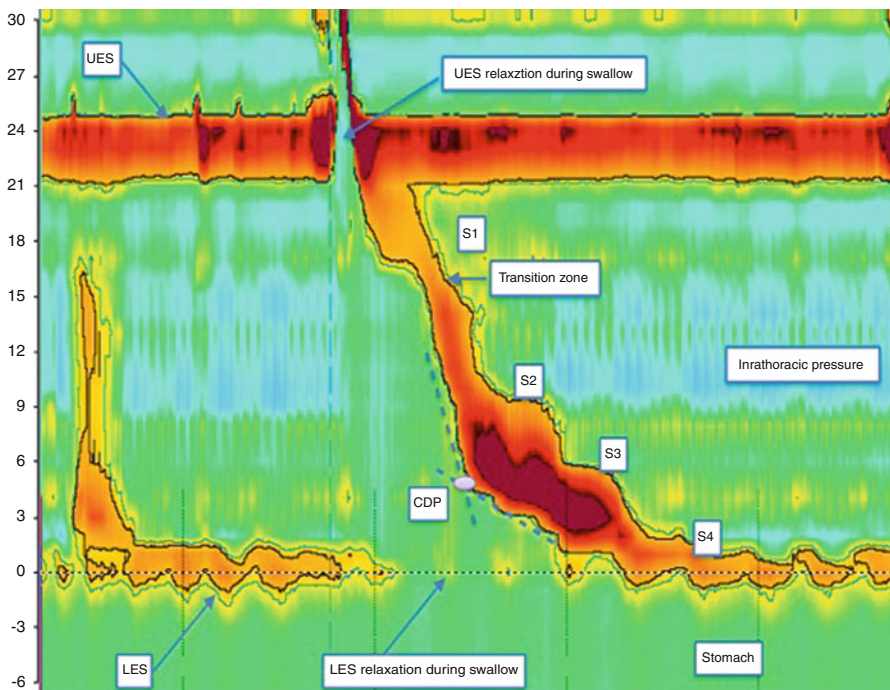 30
27
24
21
18
15
12
9
6
3
0
-3
-6
UES
UES relaxztion during swallow
S1
Transition zone
Inrathoracic pressure
S2
S3
CDP
S4
LES
LES relaxation during swallow
Stomach